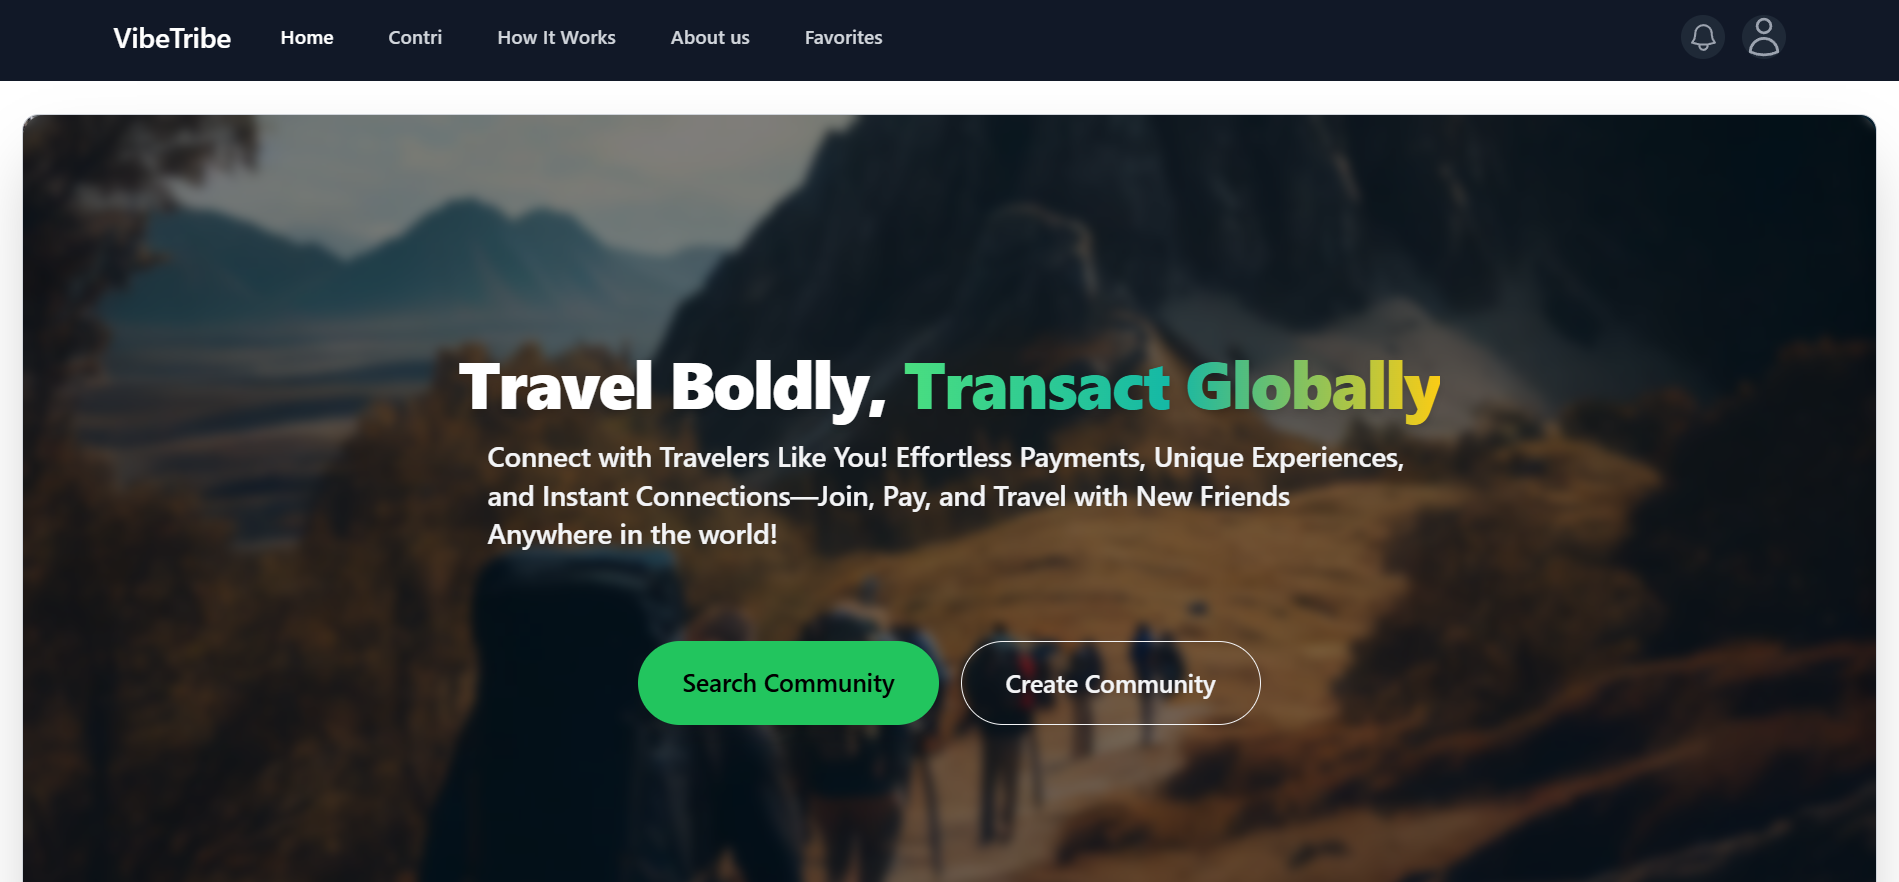 VibeTribe Home Contri How It Works About us Favorites
Travel Boldly, Transact Globally
Connect with Travelers Like You! Effortless Payments, Unique Experiences,
and Instant Connections—Join, Pay, and Travel with New Friends
Anywhere in the world!
Search Community Create Community